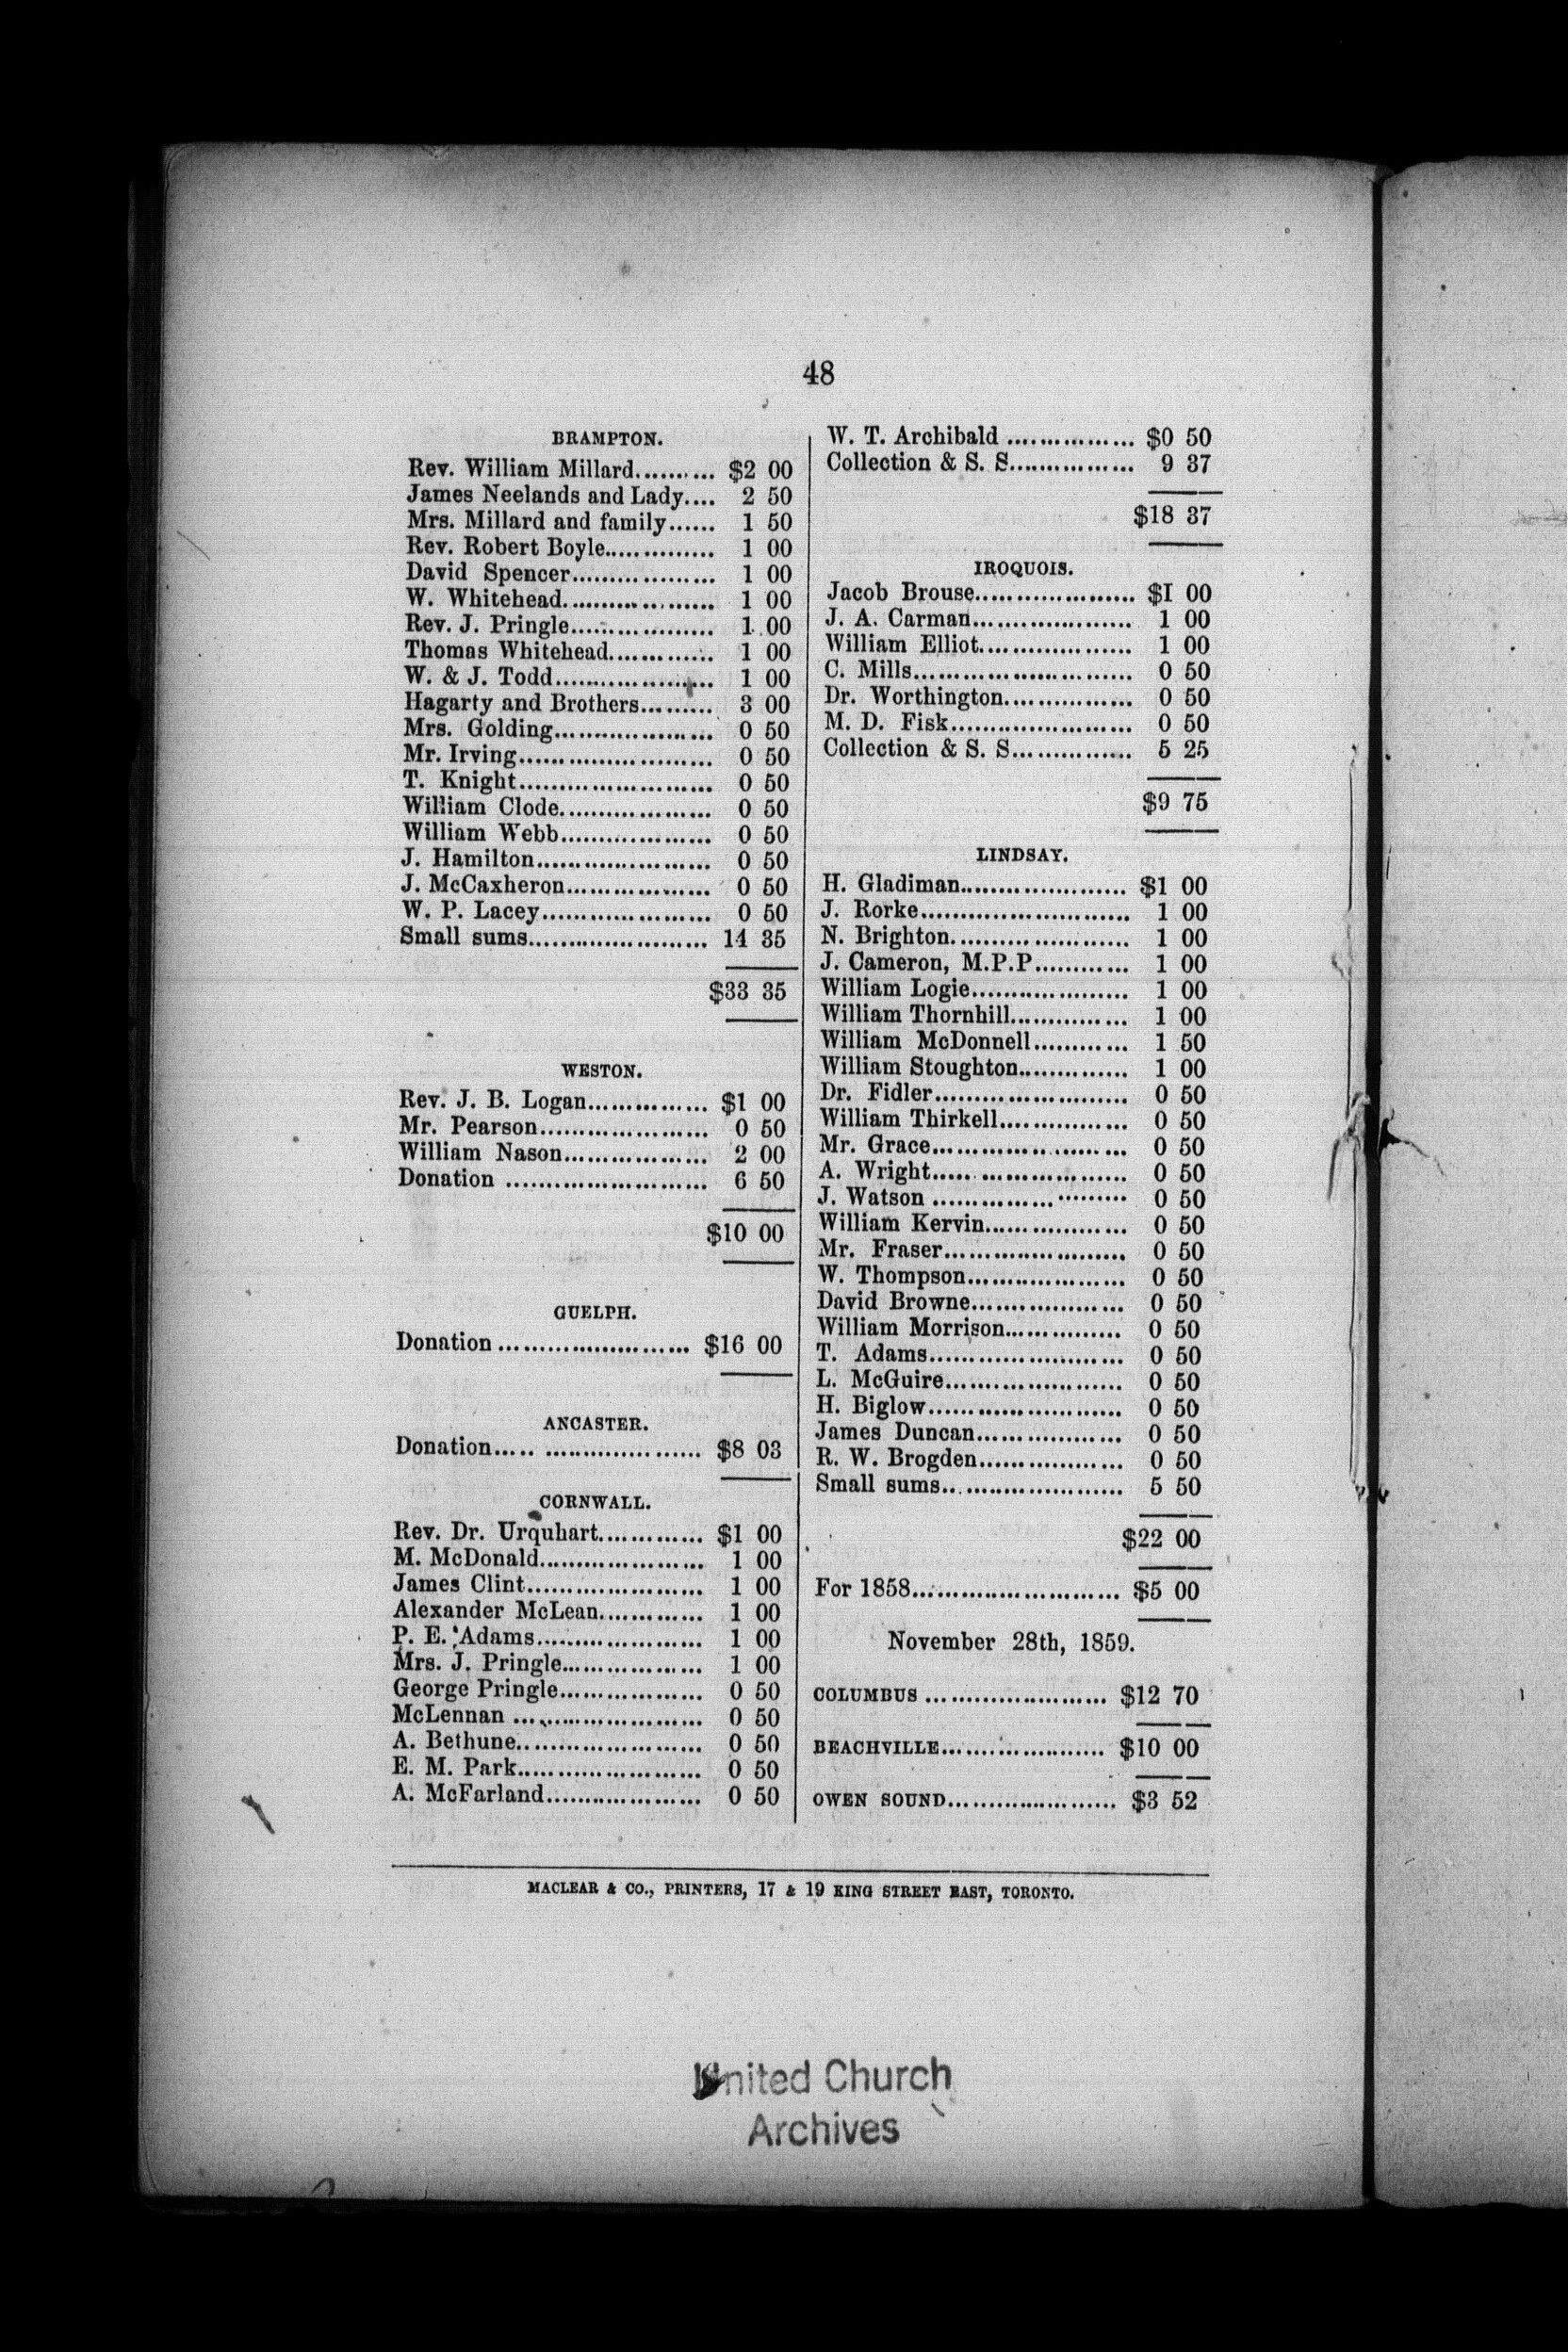 48
BRAMPTON.
Rev. William Millard.......... $2 00
James Neelands and Lady.... 2 50
Mrs. Millard and family...... 1 50
Rev. Robert Boyle.............. 1 00
David Spencer.................. 1 00
W. Whitehead................... 1 00
Rev. J. Pringle.................. 1 00
Thomas Whitehead............. 1 00
W. & J. Todd.................... 1 00
Hagarty and Brothers......... 3 00
Mrs. Golding.................... 0 50
Mr. Irving........................ 0 50
T. Knight........................ 0 50
William Clode................... 0 50
William Webb................... 0 50
J. Hamilton...................... 0 50
J. McCaxheron.................. 0 50
W. P. Lacey..................... 0 50
Small sums...................... 14 35
$33 35
WESTON.
Rev. J. B. Logan............... $1 00
Mr. Pearson..................... 0 50
William Nason.................. 2 00
Donation ........................ 6 50
$10 00
GUELPH.
Donation ........................ $16 00
ANCASTER.
Donation..... .................... $8 03
CORNWALL.
Rev. Dr. Urquhart............. $1 00
M. McDonald.................... 1 00
James Clint...................... 1 00
Alexander McLean............. 1 00
P. E. Adams..................... 1 00
Mrs. J. Pringle.................. 1 00
George Pringle.................. 0 50
McLennan ....................... 0 50
A. Bethune....................... 0 50
E. M. Park....................... 0 50
A. McFarland................... 0 50
W. T. Archibald ................ $0 50
Collection & S. S................ 9 37
$18 37
IROQUOIS.
Jacob Brouse.................... $1 00
J. A. Carman.................... 1 00
William Elliot................... 1 00
C. Mills........................... 0 50
Dr. Worthington................ 0 50
M. D. Fisk....................... 0 50
Collection & S. S............... 5 25
$9 75
LINDSAY.
H. Gladiman..................... $1 00
J. Rorke.......................... 1 00
N. Brighton...................... 1 00
J. Cameron, M.P.P............ 1 00
William Logie................... 1 00
William Thornhill............... 1 00
William McDonnell............ 1 50
William Stoughton.............. 1 00
Dr. Fidler........................ 0 50
William Thirkell................ 0 50
Mr. Grace........................ 0 50
A. Wright........................ 0 50
J. Watson ........................ 0 50
William Kervin.................. 0 50
Mr. Fraser....................... 0 50
W. Thompson.................... 0 50
David Browne................... 0 50
William Morrison............... 0 50
T. Adams........................ 0 50
L. McGuire...................... 0 50
H. Biglow........................ 0 50
James Duncan.................. 0 50
R. W. Brogden.................. 0 50
Small sums....................... 5 50
$22 00
For 1858.......................... $5 00
November 28th, 1859.
COLUMBUS ....................... $12 70
BEACHVILLE..................... $10 00
OWEN SOUND..................... $3 52
MACLEAR & CO., PRINTERS, 17 & 19 KING STREET EAST, TORONTO.
United Church
Archives